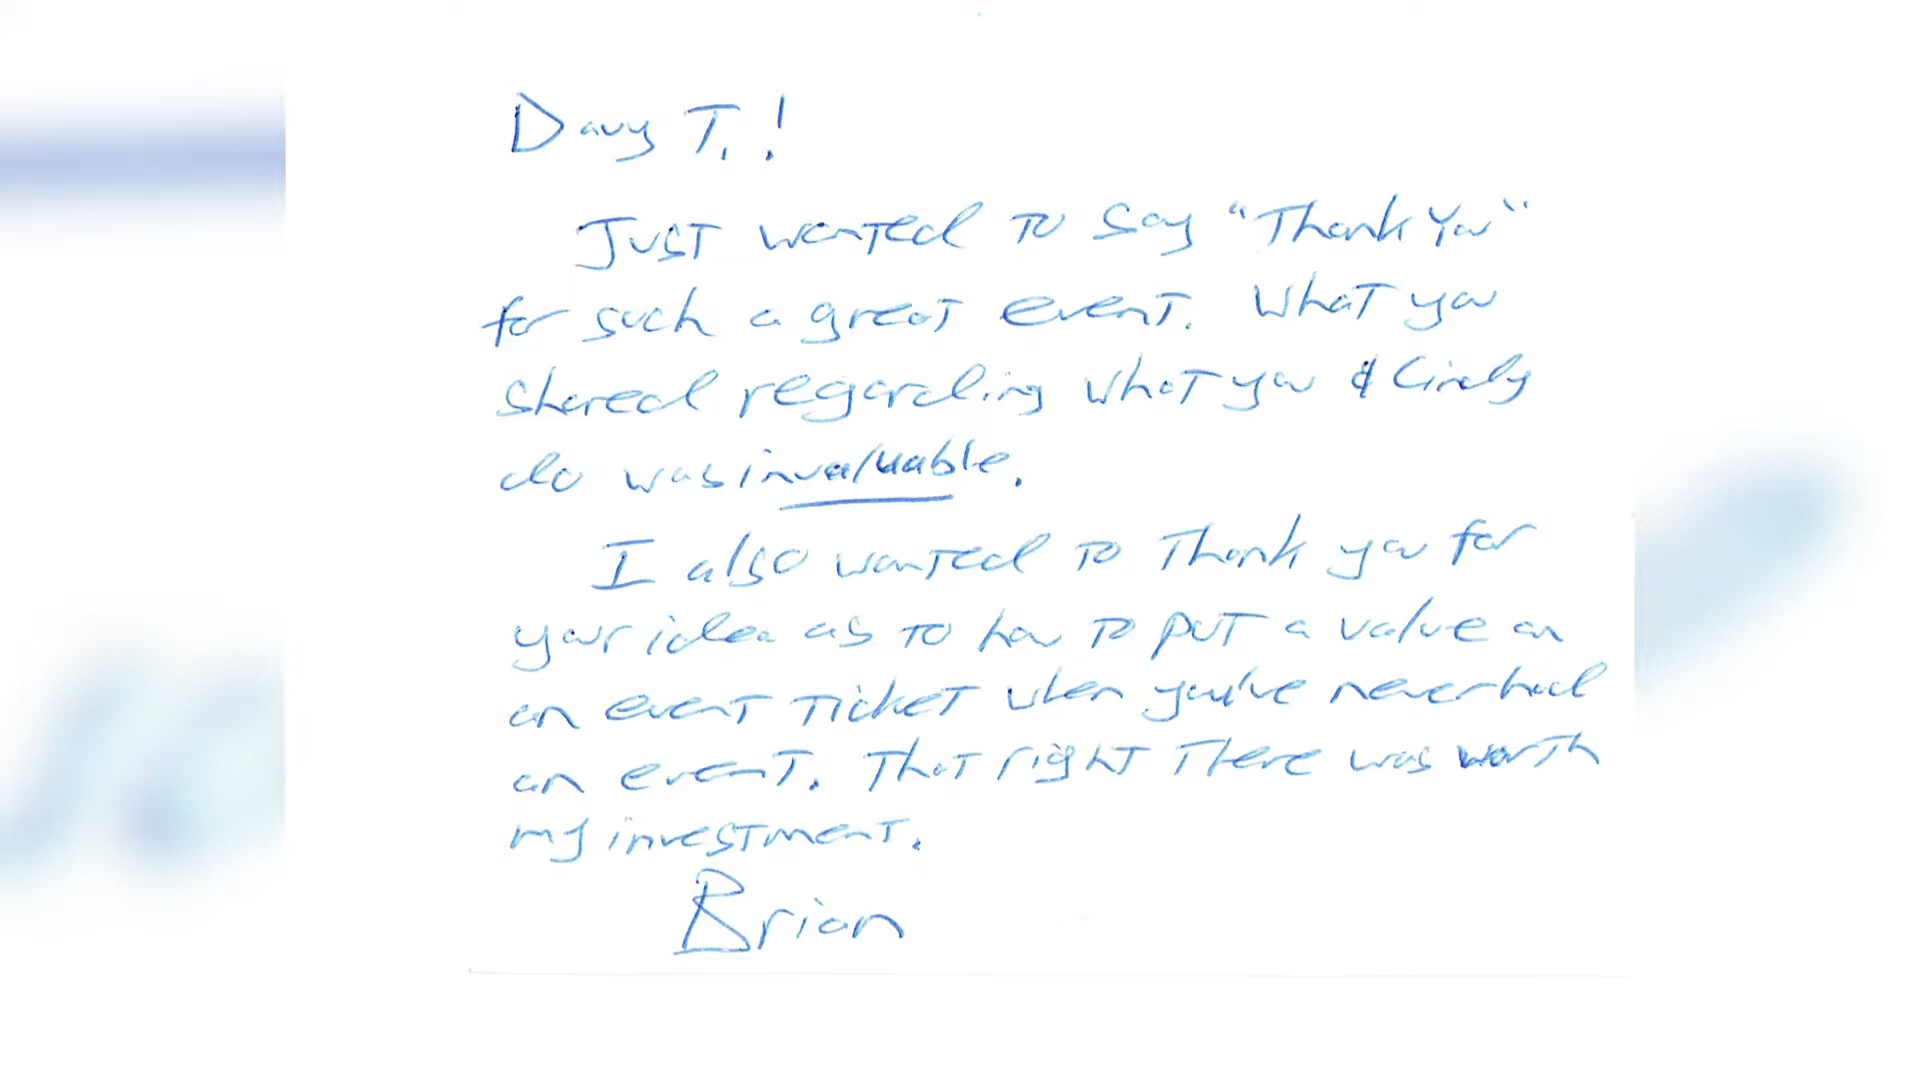 Davy T.!
Just wanted to say "Thank You"
for such a great event. What you
shared regarding what you & Cindy
do was invaluable.
I also wanted to thank you for
your idea as to how to put a value on
an event ticket when you've never had
an event. That right there was worth
my investment.
Brian